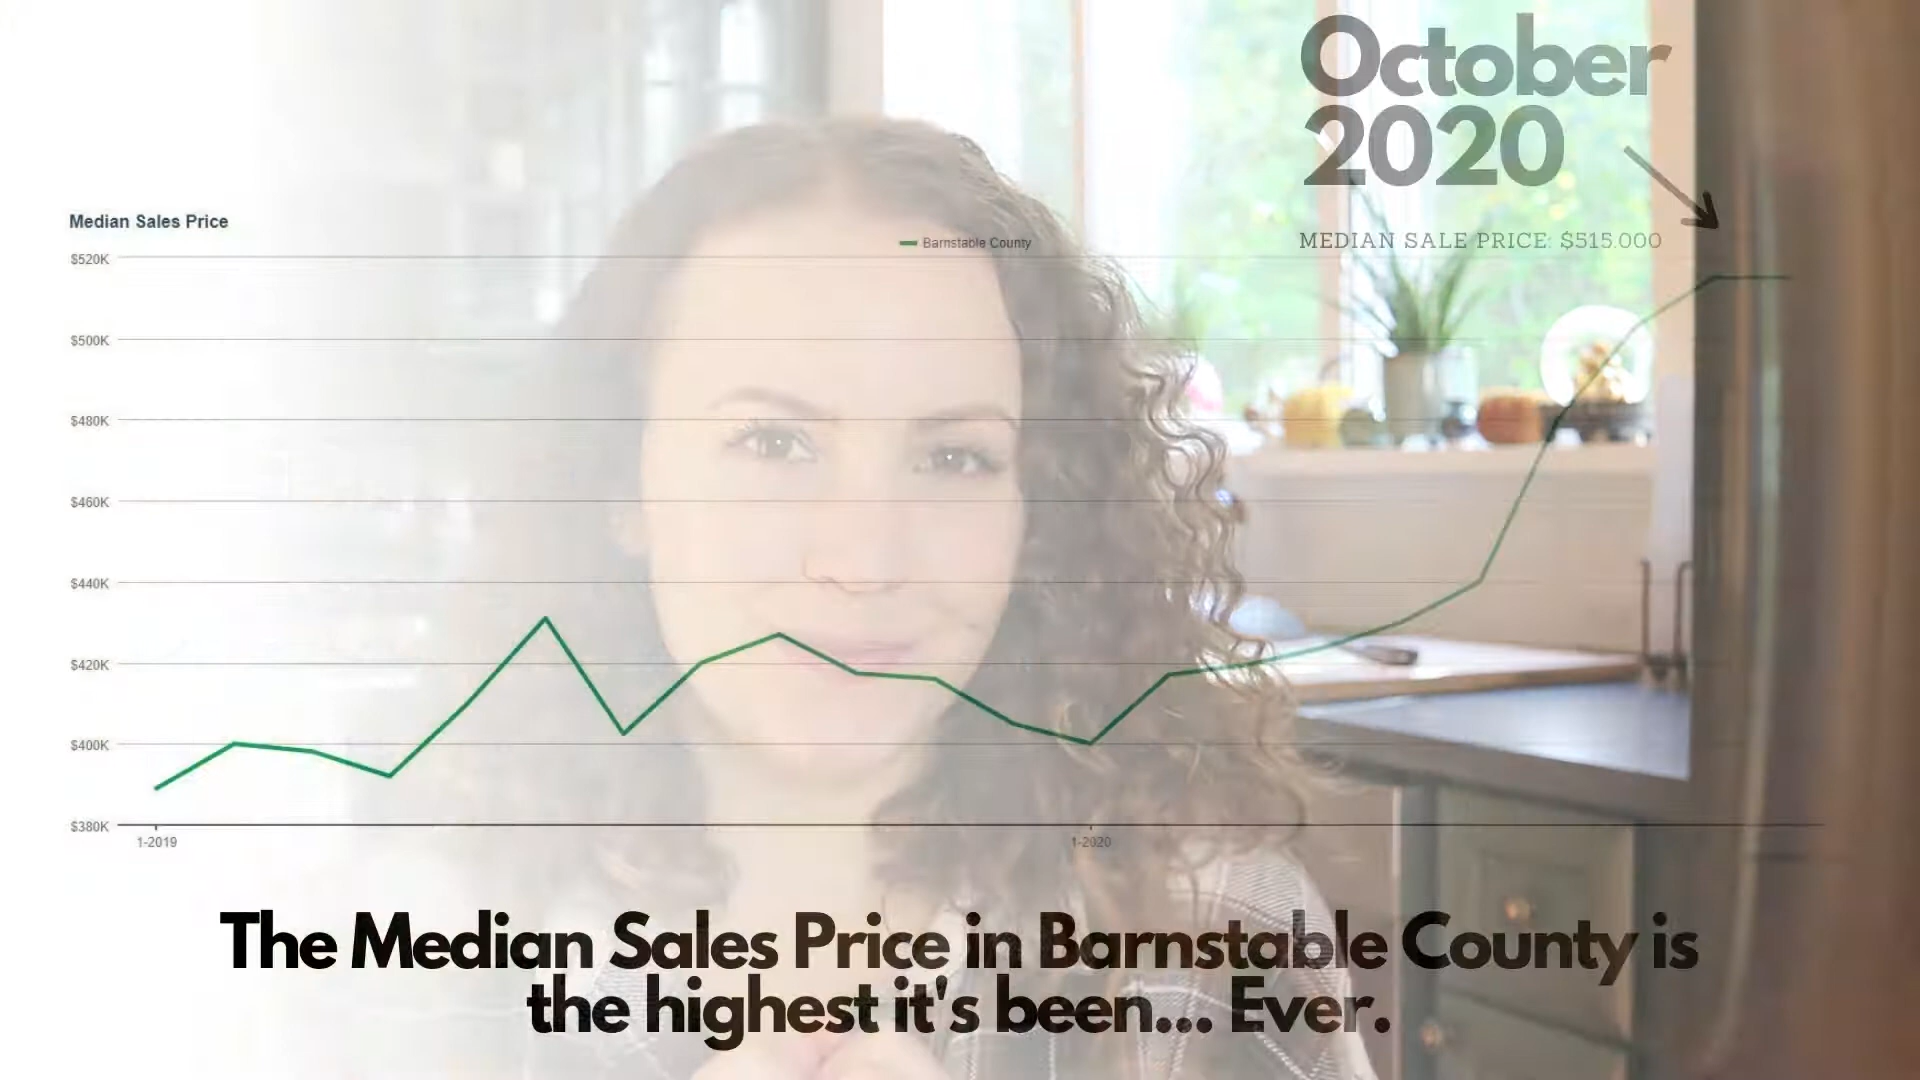 October
2020
MEDIAN SALE PRICE: $515.000
Median Sales Price
Barnstable County
$520K
$500K
$480K
$460K
$440K
$420K
$400K
$380K
1-2019
1-2020
The Median Sales Price in Barnstable County is
the highest it's been... Ever.